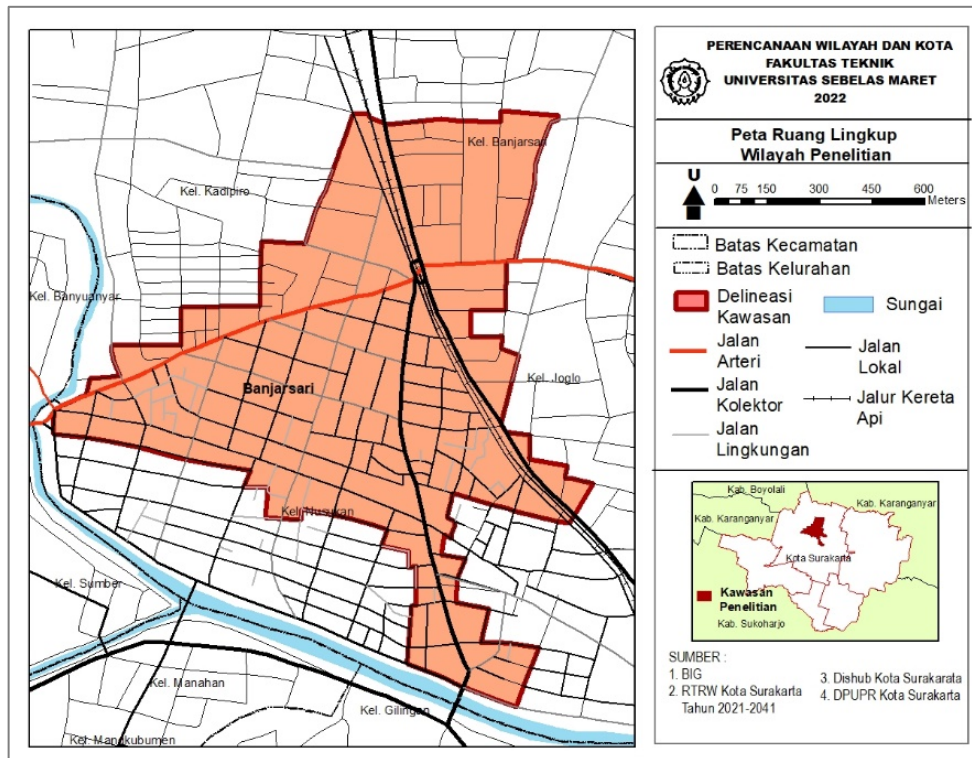 Kel. Banjarsari
Kel. Kadipiro
Kel. Banyuanyar
Kel. Joglo
Banjarsari
Kel. Nusukan
Kel. Sumber
Kel. Manahan
Kel. Gilingan
Kel. Mangkubumen
PERENCANAAN WILAYAH DAN KOTA
FAKULTAS TEKNIK
UNIVERSITAS SEBELAS MARET
2022
Peta Ruang Lingkup
Wilayah Penelitian
U
0 75 150 300 450 600
Meters
Batas Kecamatan
Batas Kelurahan
Delineasi
Kawasan
Sungai
Jalan
Arteri
Jalan
Lokal
Jalan
Kolektor
Jalur Kereta
Api
Jalan
Lingkungan
Kab. Boyolali
Kab. Karanganyar
Kab. Karanganyar
Kota Surakarta
Kawasan
Penelitian
Kab. Sukoharjo
SUMBER :
1. BIG
2. RTRW Kota Surakarta
Tahun 2021-2041
3. Dishub Kota Surakarata
4. DPUPR Kota Surakarta